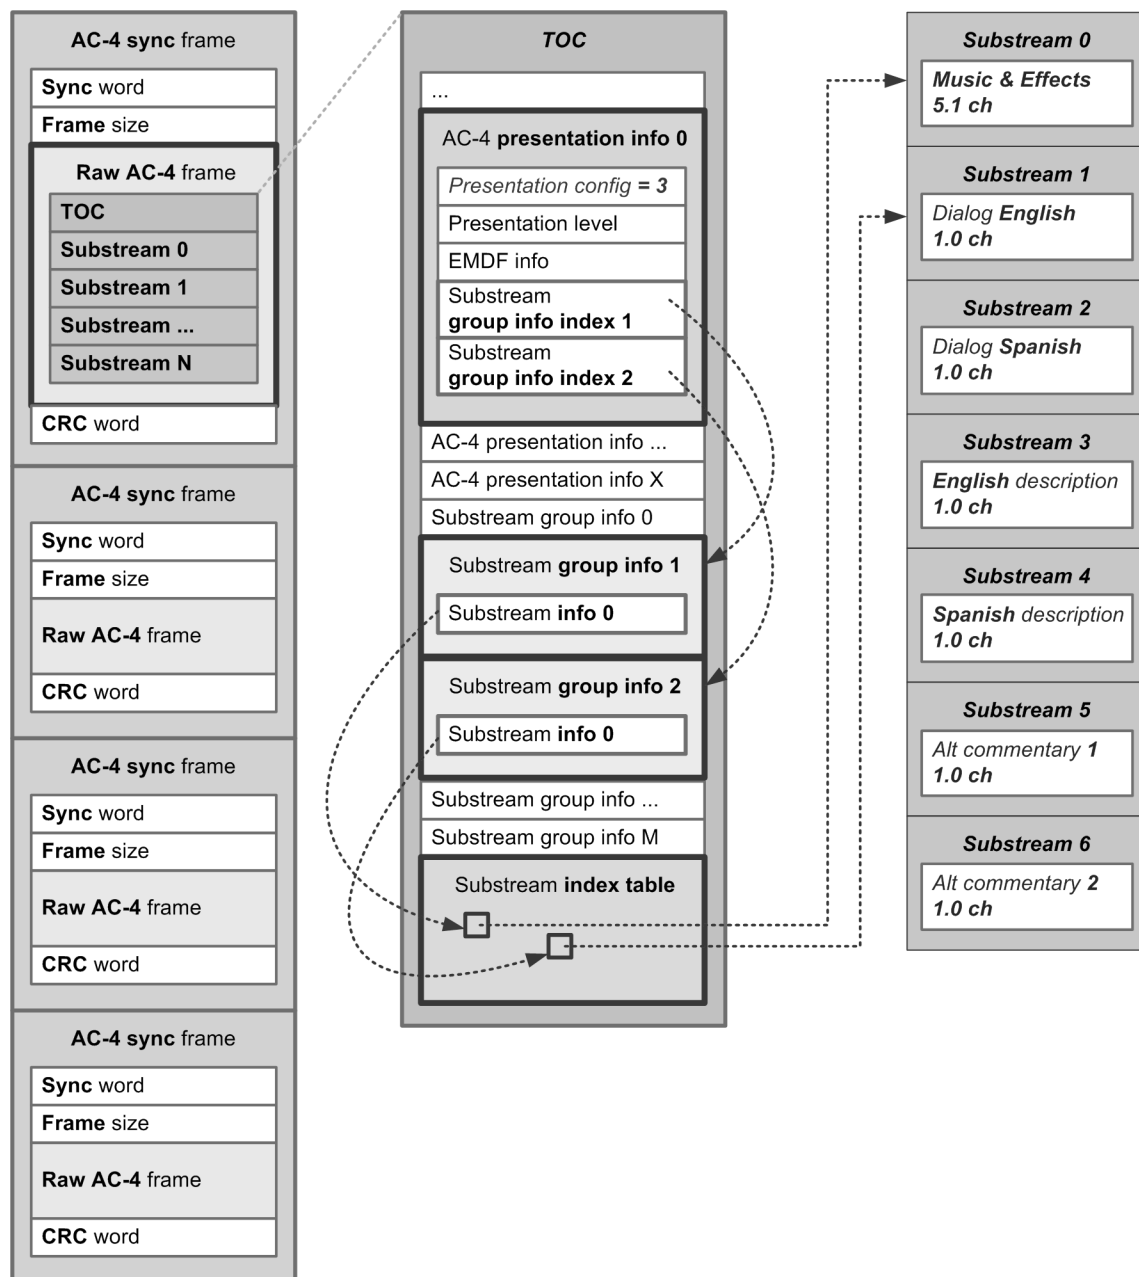 AC-4 sync frame
Sync word
Frame size
Raw AC-4 frame
TOC
Substream 0
Substream 1
Substream ...
Substream N
CRC word
AC-4 sync frame
Sync word
Frame size
Raw AC-4 frame
CRC word
AC-4 sync frame
Sync word
Frame size
Raw AC-4 frame
CRC word
AC-4 sync frame
Sync word
Frame size
Raw AC-4 frame
CRC word
TOC
...
AC-4 presentation info 0
Presentation config = 3
Presentation level
EMDF info
Substream
group info index 1
Substream
group info index 2
AC-4 presentation info ...
AC-4 presentation info X
Substream group info 0
Substream group info 1
Substream info 0
Substream group info 2
Substream info 0
Substream group info ...
Substream group info M
Substream index table
Substream 0
Music & Effects
5.1 ch
Substream 1
Dialog English
1.0 ch
Substream 2
Dialog Spanish
1.0 ch
Substream 3
English description
1.0 ch
Substream 4
Spanish description
1.0 ch
Substream 5
Alt commentary 1
1.0 ch
Substream 6
Alt commentary 2
1.0 ch